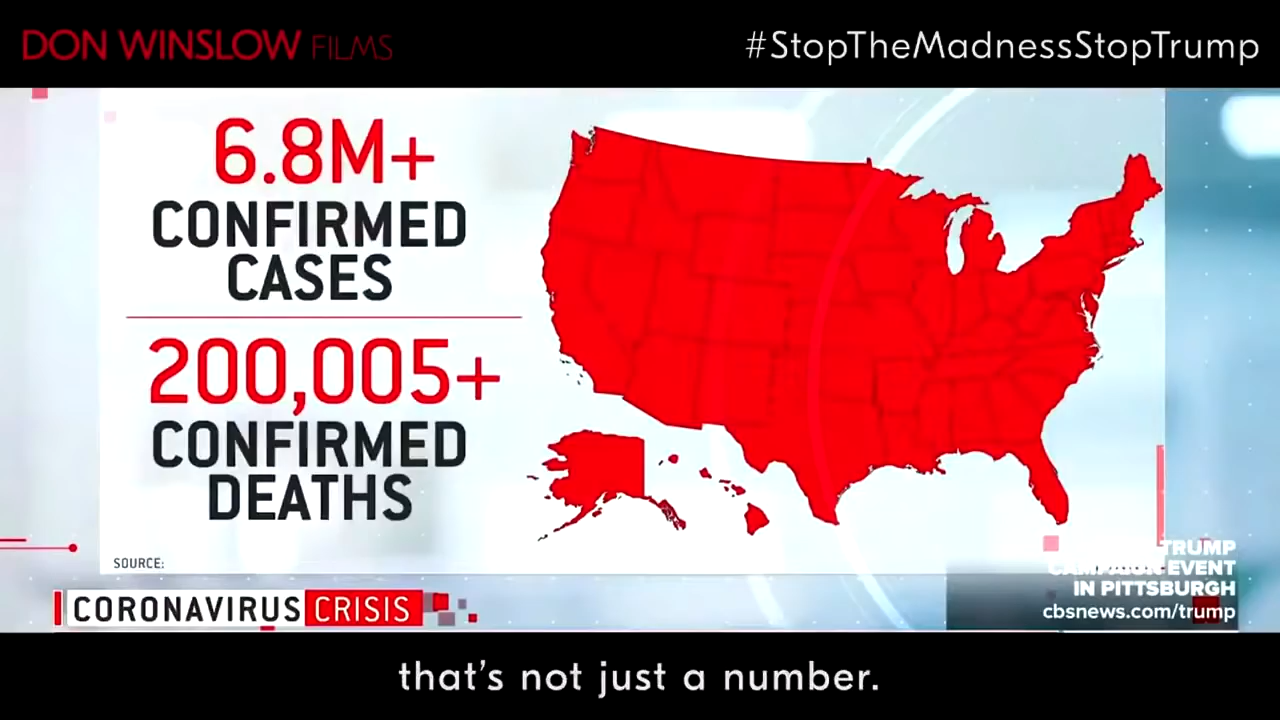 DON WINSLOW FILMS
#StopTheMadnessStopTrump
6.8M+
CONFIRMED
CASES
200,005+
CONFIRMED
DEATHS
SOURCE:
TRUMP
CAMPAIGN EVENT
IN PITTSBURGH
cbsnews.com/trump
CORONAVIRUS CRISIS
that's not just a number.